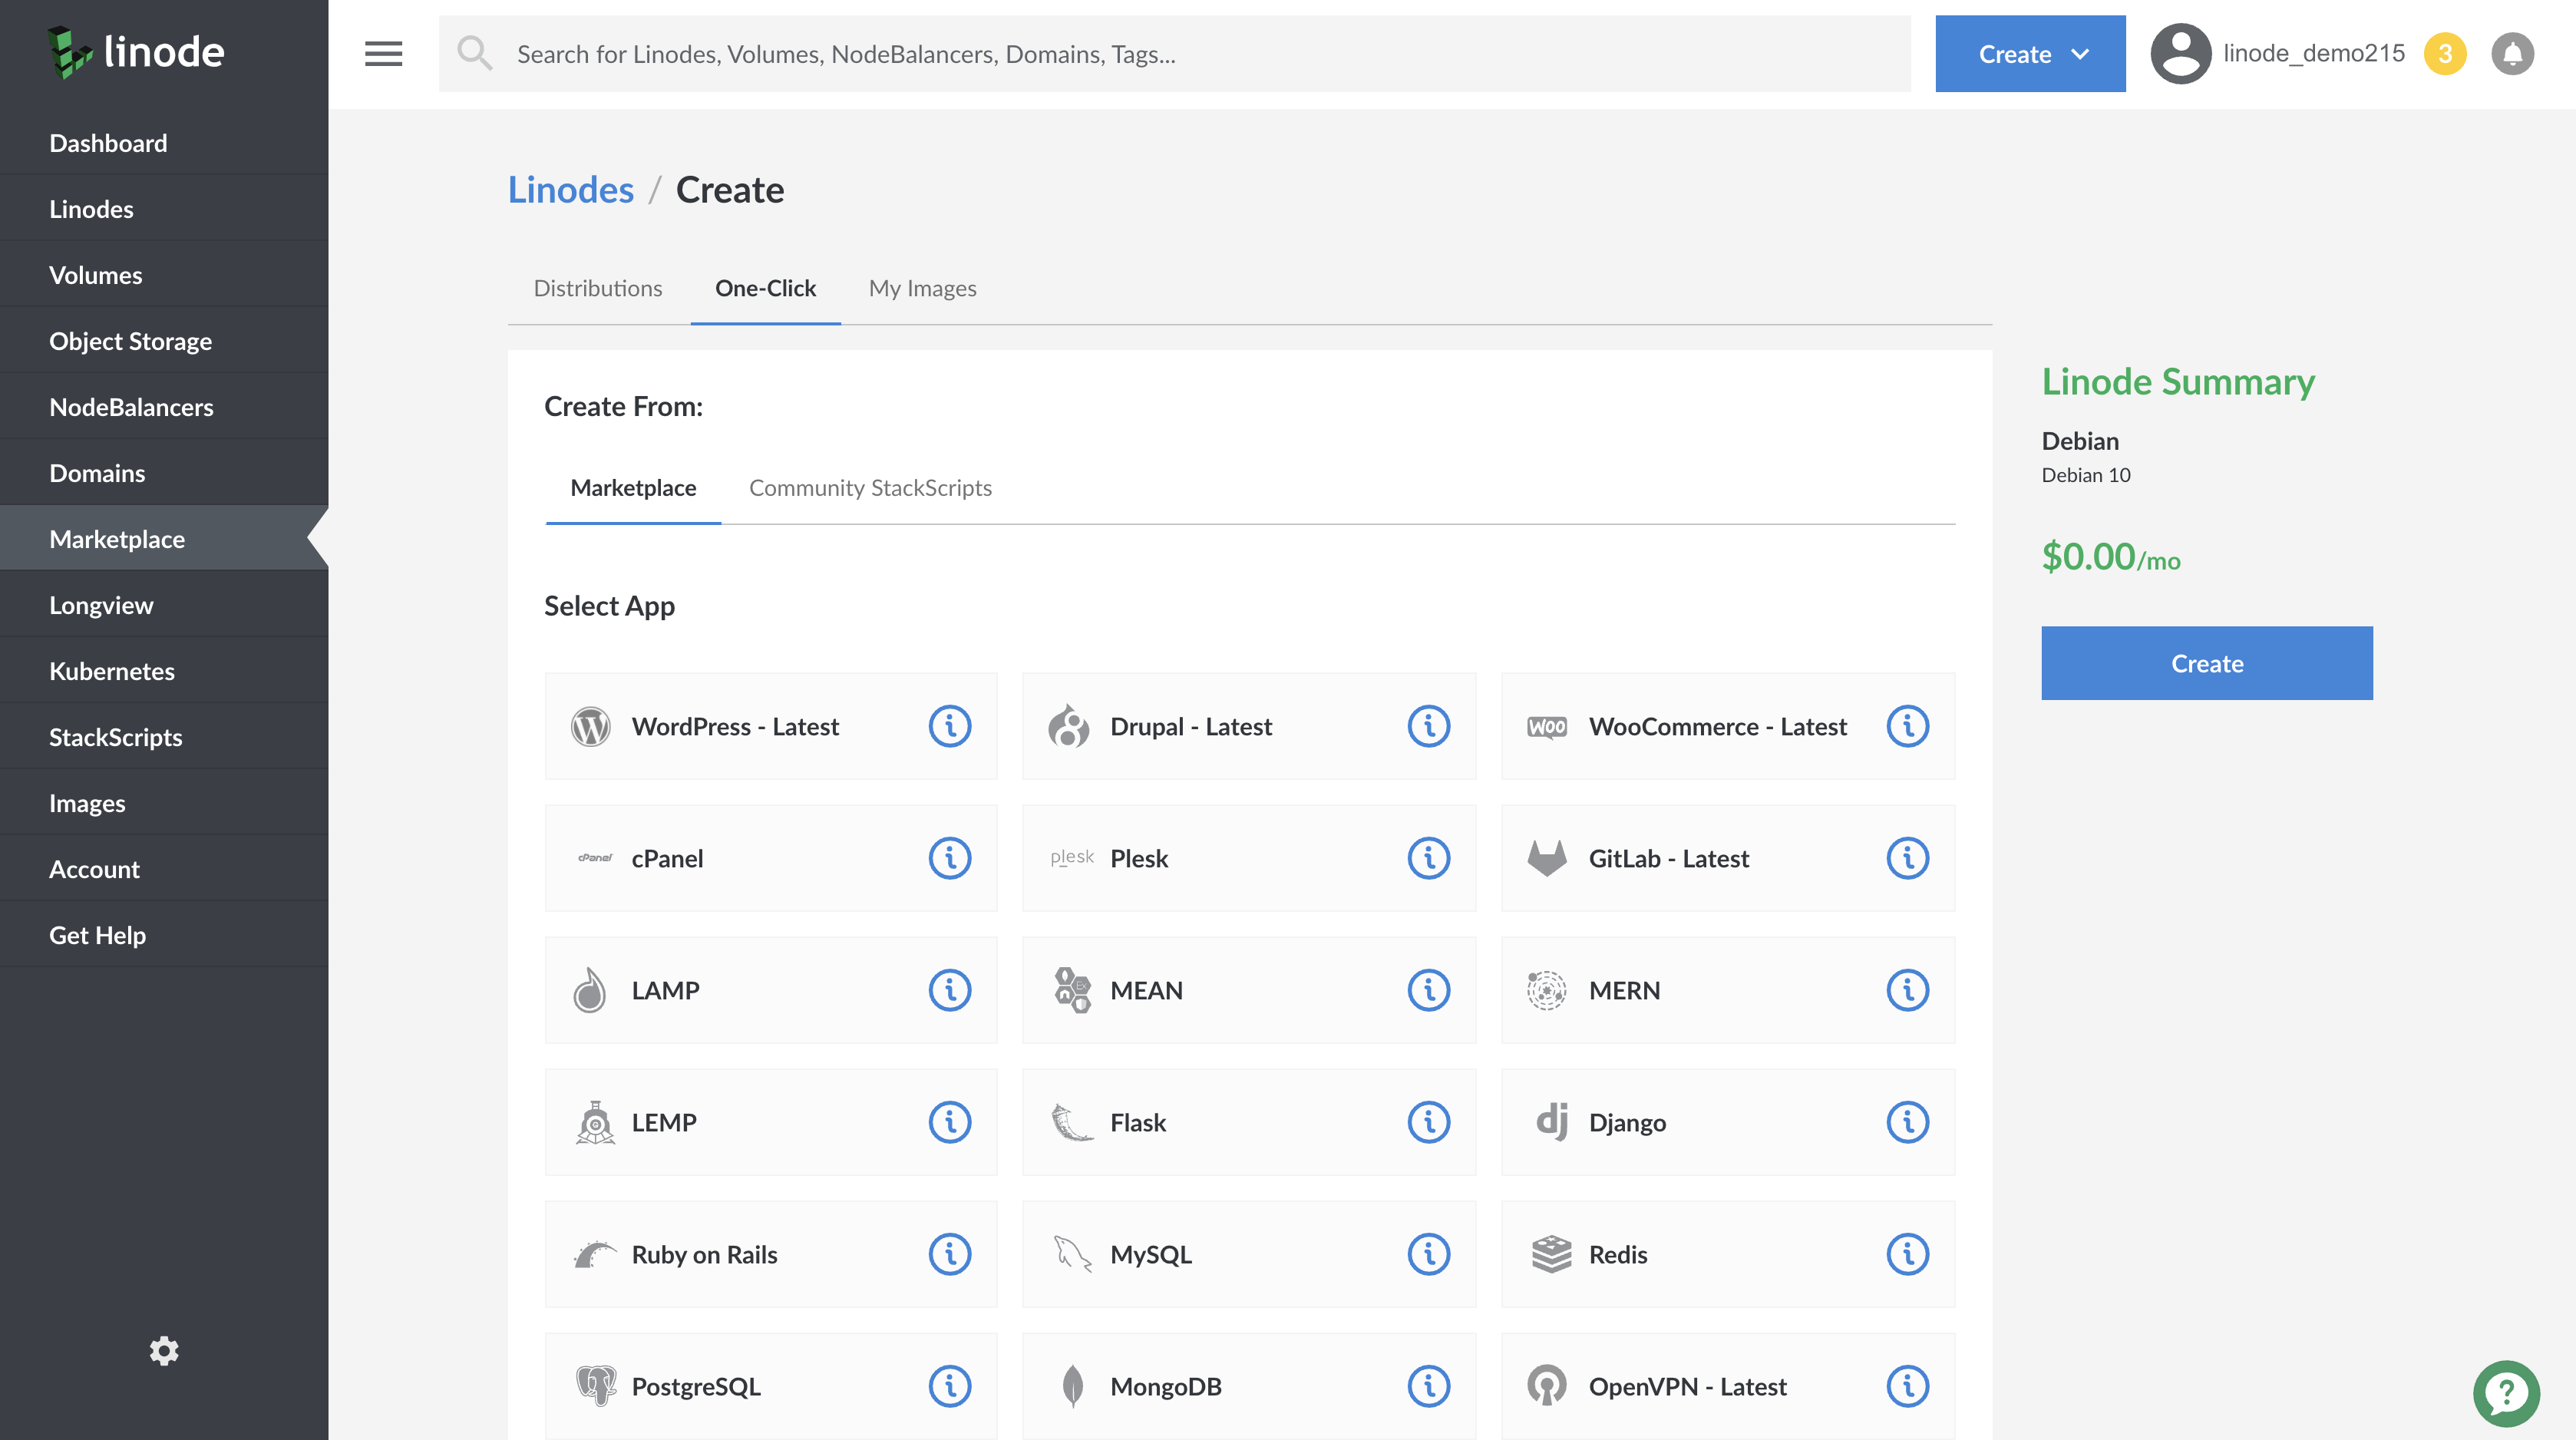 linode
Search for Linodes, Volumes, NodeBalancers, Domains, Tags...
Create
linode_demo215
3
Dashboard
Linodes
Volumes
Object Storage
NodeBalancers
Domains
Marketplace
Longview
Kubernetes
StackScripts
Images
Account
Get Help
Linodes / Create
Distributions One-Click My Images
Create From:
Marketplace Community StackScripts
Select App
WordPress - Latest
Drupal - Latest
WOO WooCommerce - Latest
cPanel cPanel
plesk Plesk
GitLab - Latest
LAMP
MEAN
MERN
LEMP
Flask
dj Django
Ruby on Rails
MySQL
Redis
PostgreSQL
MongoDB
OpenVPN - Latest
Linode Summary
Debian
Debian 10
$0.00/mo
Create